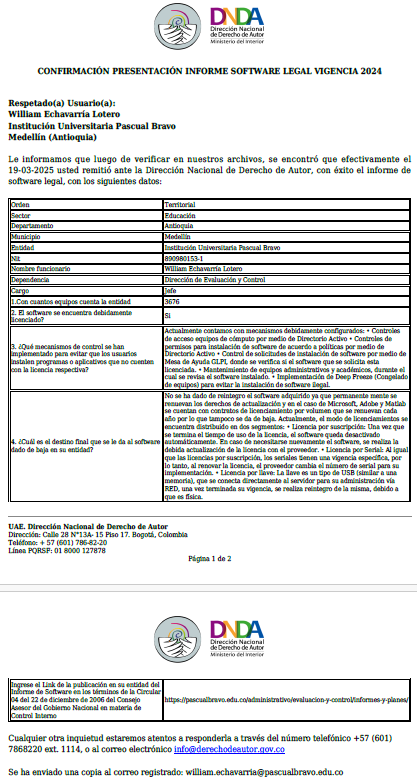 DNDA
Dirección Nacional
de Derecho de Autor
Ministerio del Interior
CONFIRMACIÓN PRESENTACIÓN INFORME SOFTWARE LEGAL VIGENCIA 2024
Respetado(a) Usuario(a):
William Echavarría Lotero
Institución Universitaria Pascual Bravo
Medellín (Antioquia)
Le informamos que luego de verificar en nuestros archivos, se encontró que efectivamente el
19-03-2025 usted remitió ante la Dirección Nacional de Derecho de Autor, con éxito el informe de
software legal, con los siguientes datos:
Orden Territorial
Sector Educación
Departamento Antioquia
Municipio Medellín
Entidad Institución Universitaria Pascual Bravo
Nit 890980153-1
Nombre funcionario William Echavarría Lotero
Dependencia Dirección de Evaluación y Control
Cargo Jefe
1.Con cuantos equipos cuenta la entidad 3676
2. El software se encuentra debidamente
licenciado? Si
3. ¿Qué mecanismos de control se han
implementado para evitar que los usuarios
instalen programas o aplicativos que no cuenten
con la licencia respectiva?
Actualmente contamos con mecanismos debidamente configurados: • Controles
de acceso equipos de cómputo por medio de Directorio Activo • Controles de
permisos para instalación de software de acuerdo a políticas por medio de
Directorio Activo • Control de solicitudes de instalación de software por medio de
Mesa de Ayuda GLPI, donde se verifica si el software que se solicita esta
licenciada. • Mantenimiento de equipos administrativos y académicos, durante el
cual se revisa el software instalado. • Implementación de Deep Freeze (Congelado
de equipos) para evitar la instalación de software ilegal.
4. ¿Cuál es el destino final que se le da al software
dado de baja en su entidad?
No se ha dado de reintegro el software adquirido ya que permanente mente se
renuevan los derechos de actualización y en el caso de Microsoft, Adobe y Matlab
se cuentan con contratos de licenciamiento por volumen que se renuevan cada
año por lo que tampoco se da de baja. Actualmente, el modo de licenciamientos se
encuentra distribuido en dos segmentos: • Licencia por suscripción: Una vez que
se termina el tiempo de uso de la licencia, el software queda desactivado
automáticamente. En caso de necesitarse nuevamente el software, se realiza la
debida actualización de la licencia con el proveedor. • Licencia por Serial: Al igual
que las licencias por suscripción, los seriales tienen una vigencia específica, por
lo tanto, al renovar la licencia, el proveedor cambia el número de serial para su
implementación. • Licencia por llave: La llave es un tipo de USB (similar a una
memoria), que se conecta directamente al servidor para su administración vía
RED, una vez terminada su vigencia, se realiza reintegro de la misma, debido a
que es física.
UAE. Dirección Nacional de Derecho de Autor
Dirección: Calle 28 N°13A- 15 Piso 17. Bogotá, Colombia
Teléfono: + 57 (601) 786-82-20
Línea PQRSF: 01 8000 127878
Página 1 de 2
DNDA
Dirección Nacional
de Derecho de Autor
Ministerio del Interior
Ingrese el Link de la publicación en su entidad del
Informe de Software en los términos de la Circular
04 del 22 de diciembre de 2006 del Consejo
Asesor del Gobierno Nacional en materia de
Control Interno
https://pascualbravo.edu.co/administrativo/evaluacion-y-control/informes-y-planes/
Cualquier otra inquietud estaremos atentos a responderla a través del número telefónico +57 (601)
7868220 ext. 1114, o al correo electrónico info@derechodeautor.gov.co
Se ha enviado una copia al correo registrado: william.echavarria@pascualbravo.edu.co